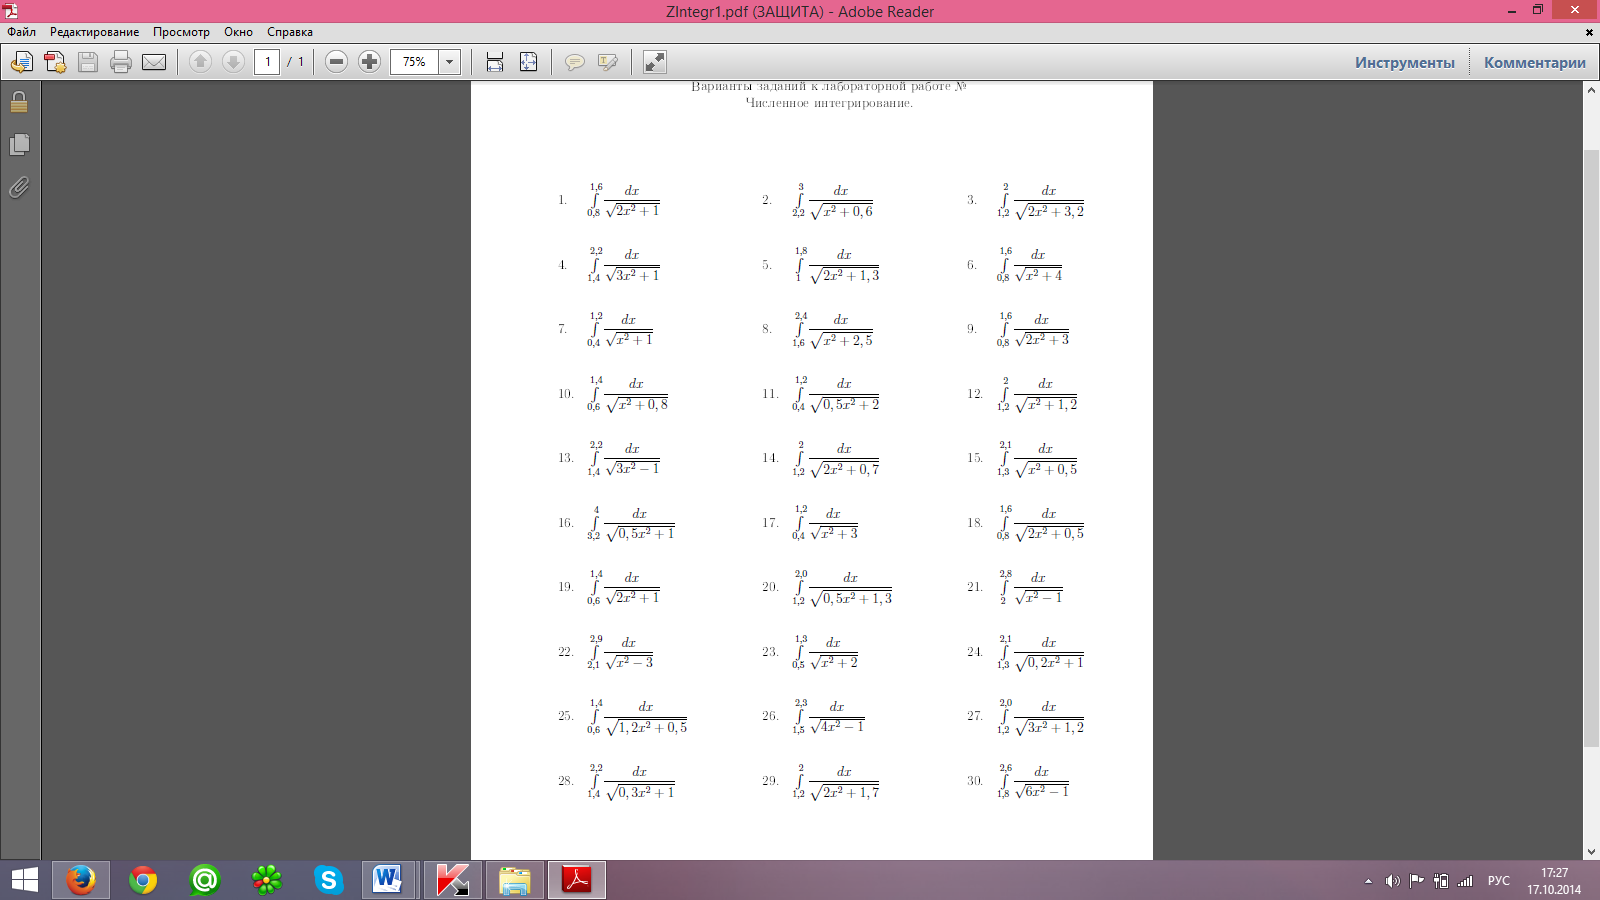 ZIntegr1.pdf (ЗАЩИТА) - Adobe Reader
Файл Редактирование Просмотр Окно Справка
1 / 1 75% Инструменты Комментарии
Варианты заданий к лабораторной работе №
Численное интегрирование.
1. ∫_{0,8}^{1,6} dx/√(2x² + 1) 2. ∫_{2,2}^{3} dx/√(x² + 0,6) 3. ∫_{1,2}^{2} dx/√(2x² + 3,2)
4. ∫_{1,4}^{2,2} dx/√(3x² + 1) 5. ∫_{1}^{1,8} dx/√(2x² + 1,3) 6. ∫_{0,8}^{1,6} dx/√(x² + 4)
7. ∫_{0,4}^{1,2} dx/√(x² + 1) 8. ∫_{1,6}^{2,4} dx/√(x² + 2,5) 9. ∫_{0,8}^{1,6} dx/√(2x² + 3)
10. ∫_{0,6}^{1,4} dx/√(x² + 0,8) 11. ∫_{0,4}^{1,2} dx/√(0,5x² + 2) 12. ∫_{1,2}^{2} dx/√(x² + 1,2)
13. ∫_{1,4}^{2,2} dx/√(3x² − 1) 14. ∫_{1,2}^{2} dx/√(2x² + 0,7) 15. ∫_{1,3}^{2,1} dx/√(x² + 0,5)
16. ∫_{3,2}^{4} dx/√(0,5x² + 1) 17. ∫_{0,4}^{1,2} dx/√(x² + 3) 18. ∫_{0,8}^{1,6} dx/√(2x² + 0,5)
19. ∫_{0,6}^{1,4} dx/√(2x² + 1) 20. ∫_{1,2}^{2,0} dx/√(0,5x² + 1,3) 21. ∫_{2}^{2,8} dx/√(x² − 1)
22. ∫_{2,1}^{2,9} dx/√(x² − 3) 23. ∫_{0,5}^{1,3} dx/√(x² + 2) 24. ∫_{1,3}^{2,1} dx/√(0,2x² + 1)
25. ∫_{0,6}^{1,4} dx/√(1,2x² + 0,5) 26. ∫_{1,5}^{2,3} dx/√(4x² − 1) 27. ∫_{1,2}^{2,0} dx/√(3x² + 1,2)
28. ∫_{1,4}^{2,2} dx/√(0,3x² + 1) 29. ∫_{1,2}^{2} dx/√(2x² + 1,7) 30. ∫_{1,8}^{2,6} dx/√(6x² − 1)
РУС
17:27
17.10.2014